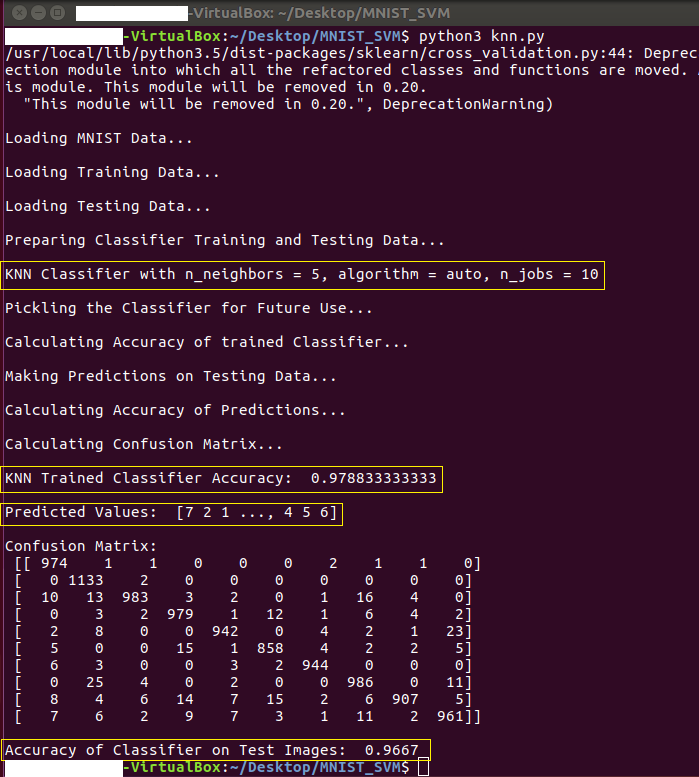 -VirtualBox: ~/Desktop/MNIST_SVM
-VirtualBox:~/Desktop/MNIST_SVM$ python3 knn.py
/usr/local/lib/python3.5/dist-packages/sklearn/cross_validation.py:44: Deprec
ection module into which all the refactored classes and functions are moved.
is module. This module will be removed in 0.20.
"This module will be removed in 0.20.", DeprecationWarning)
Loading MNIST Data...
Loading Training Data...
Loading Testing Data...
Preparing Classifier Training and Testing Data...
KNN Classifier with n_neighbors = 5, algorithm = auto, n_jobs = 10
Pickling the Classifier for Future Use...
Calculating Accuracy of trained Classifier...
Making Predictions on Testing Data...
Calculating Accuracy of Predictions...
Calculating Confusion Matrix...
KNN Trained Classifier Accuracy:  0.978833333333
Predicted Values:  [7 2 1 ..., 4 5 6]
Confusion Matrix:
[[ 974    1    1    0    0    0    2    1    1    0]
[   0 1133    2    0    0    0    0    0    0    0]
[  10   13  983    3    2    0    1   16    4    0]
[   0    3    2  979    1   12    1    6    4    2]
[   2    8    0    0  942    0    4    2    1   23]
[   5    0    0   15    1  858    4    2    2    5]
[   6    3    0    0    3    2  944    0    0    0]
[   0   25    4    0    2    0    0  986    0   11]
[   8    4    6   14    7   15    2    6  907    5]
[   7    6    2    9    7    3    1   11    2  961]]
Accuracy of Classifier on Test Images:  0.9667
-VirtualBox:~/Desktop/MNIST_SVM$